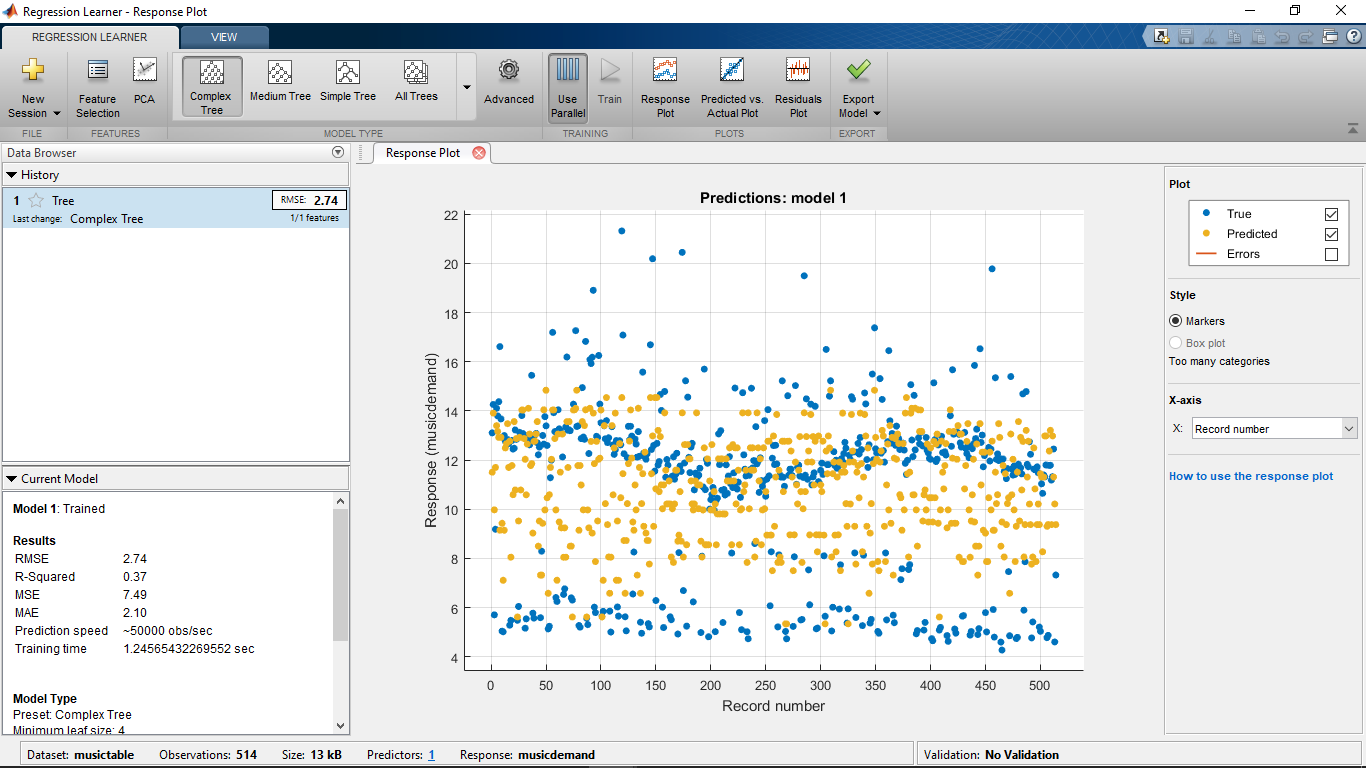 Regression Learner - Response Plot
REGRESSION LEARNER VIEW
New Session
Feature Selection
PCA
Complex Tree
Medium Tree
Simple Tree
All Trees
Advanced
Use Parallel
Train
Response Plot
Predicted vs. Actual Plot
Residuals Plot
Export Model
FILE FEATURES MODEL TYPE TRAINING PLOTS EXPORT
Data Browser
History
1 Tree RMSE: 2.74
Last change: Complex Tree 1/1 features
Current Model
Model 1: Trained
Results
RMSE 2.74
R-Squared 0.37
MSE 7.49
MAE 2.10
Prediction speed ~50000 obs/sec
Training time 1.24565432269552 sec
Model Type
Preset: Complex Tree
Minimum leaf size: 4
Response Plot
Predictions: model 1
22
20
18
16
14
12
10
8
6
4
Response (musicdemand)
0 50 100 150 200 250 300 350 400 450 500
Record number
Plot
True
Predicted
Errors
Style
Markers
Box plot
Too many categories
X-axis
X: Record number
How to use the response plot
Dataset: musictable Observations: 514 Size: 13 kB Predictors: 1 Response: musicdemand
Validation: No Validation